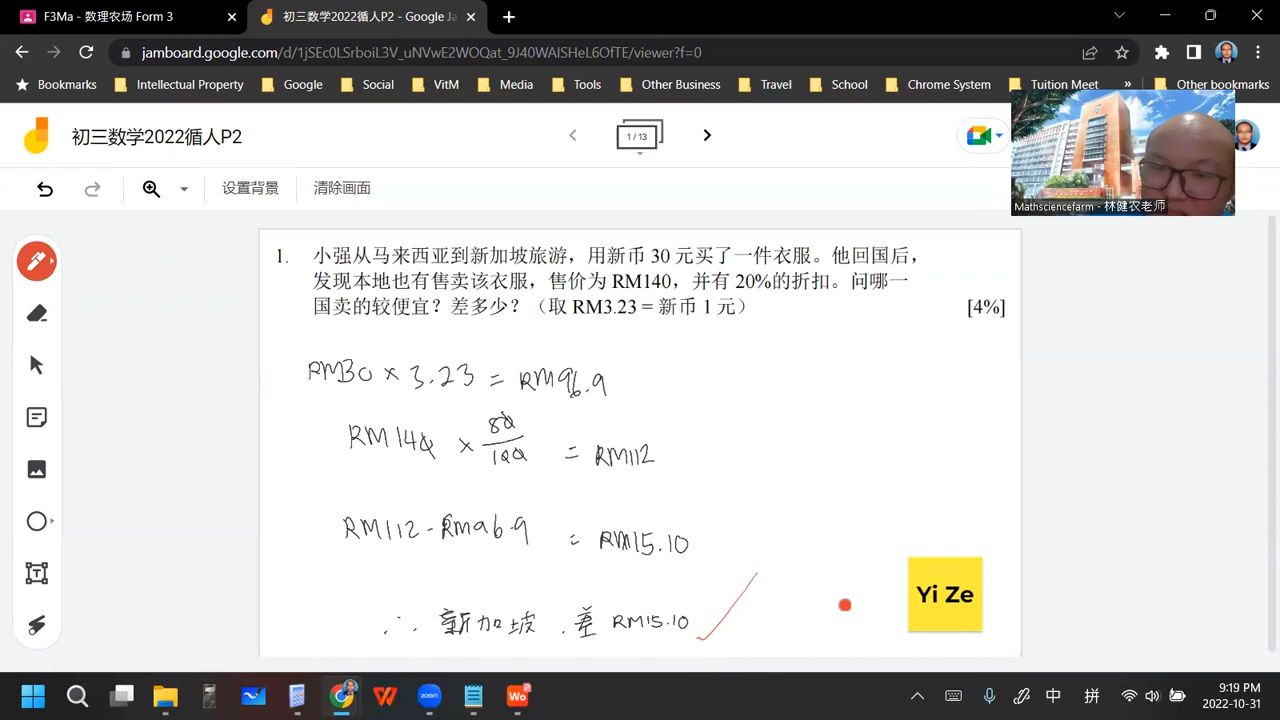 F3Ma - 数理农场 Form 3
初三数学2022循人P2 - Google Ja
jamboard.google.com/d/1jSEc0LSrboiL3V_uNVwE2WOQat_9J40WAISHeL6OfTE/viewer?f=0
Bookmarks Intellectual Property Google Social VitM Media Tools Other Business Travel School Chrome System Tuition Meet » Other bookmarks
初三数学2022循人P2
1 / 13
Mathsciencefarm - 林健农老师
设置背景 清除画面
1. 小强从马来西亚到新加坡旅游，用新币 30 元买了一件衣服。他回国后，
发现本地也有售卖该衣服，售价为 RM140，并有 20%的折扣。问哪一
国卖的较便宜？差多少？（取 RM3.23 = 新币 1 元） [4%]
RM30 × 3.23 = RM96.9
RM140 × 80/100 = RM112
RM112 - RM96.9 = RM15.10
∴ 新加坡 . 差 RM15.10
Yi Ze
中 拼 9:19 PM
2022-10-31